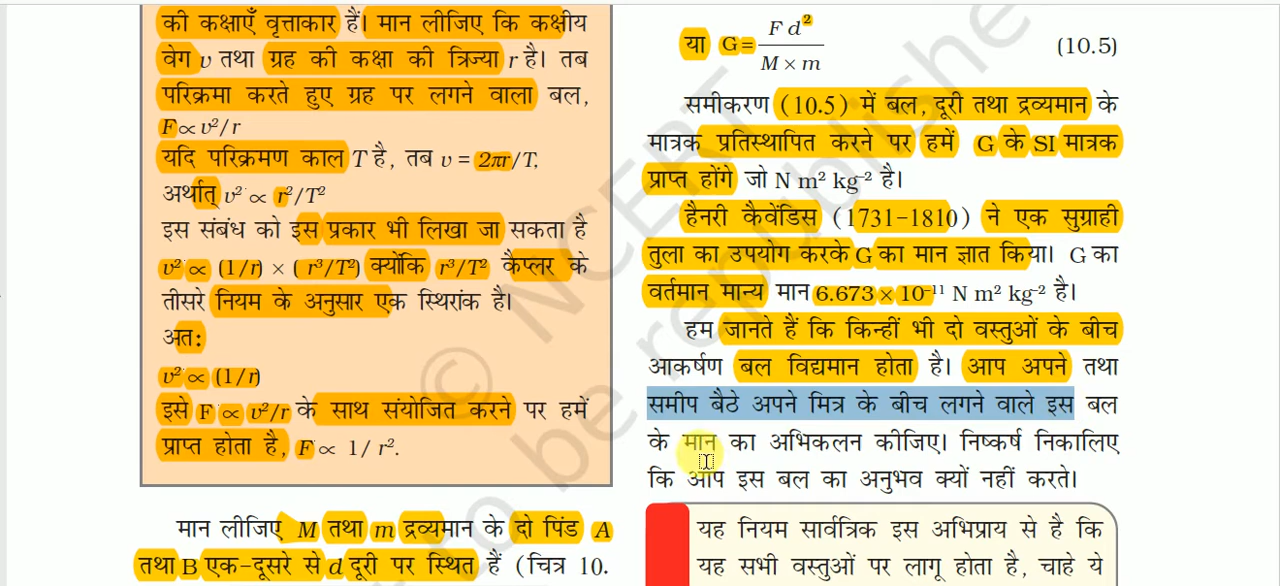 की कक्षाएँ वृत्ताकार हैं। मान लीजिए कि कक्षीय
वेग v तथा ग्रह की कक्षा की त्रिज्या r है। तब
परिक्रमा करते हुए ग्रह पर लगने वाला बल,
F ∝ v²/r
यदि परिक्रमण काल T है, तब v = 2πr/T,
अर्थात् v² ∝ r²/T²
इस संबंध को इस प्रकार भी लिखा जा सकता है
v² ∝ (1/r) × ( r³/T²) क्योंकि r³/T² कैप्लर के
तीसरे नियम के अनुसार एक स्थिरांक है।
अतः
v² ∝ (1/r)
इसे F ∝ v²/r के साथ संयोजित करने पर हमें
प्राप्त होता है, F ∝ 1/ r².
मान लीजिए M तथा m द्रव्यमान के दो पिंड A
तथा B एक-दूसरे से d दूरी पर स्थित हैं (चित्र 10.
या G = F d² / M × m (10.5)
समीकरण (10.5) में बल, दूरी तथा द्रव्यमान के
मात्रक प्रतिस्थापित करने पर हमें G के SI मात्रक
प्राप्त होंगे जो N m² kg⁻² है।
हैनरी कैवेंडिस (1731-1810) ने एक सुग्राही
तुला का उपयोग करके G का मान ज्ञात किया। G का
वर्तमान मान्य मान 6.673 × 10⁻¹¹ N m² kg⁻² है।
हम जानते हैं कि किन्हीं भी दो वस्तुओं के बीच
आकर्षण बल विद्यमान होता है। आप अपने तथा
समीप बैठे अपने मित्र के बीच लगने वाले इस बल
के मान का अभिकलन कीजिए। निष्कर्ष निकालिए
कि आप इस बल का अनुभव क्यों नहीं करते।
यह नियम सार्वत्रिक इस अभिप्राय से है कि
यह सभी वस्तुओं पर लागू होता है, चाहे ये
© NCERT
be republishe